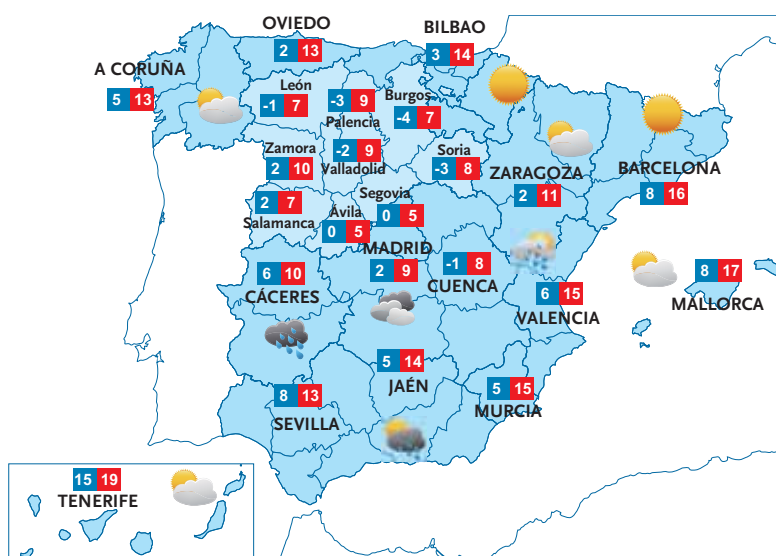 OVIEDO
2 13
BILBAO
3 14
A CORUÑA
5 13
León
-1 7
-3 9
Palencia
Burgos
-4 7
Zamora
2 10
-2 9
Valladolid
Soria
-3 8
ZARAGOZA
2 11
BARCELONA
8 16
2 7
Salamanca
Ávila
0 5
Segovia
0 5
MADRID
2 9
-1 8
CUENCA
6 10
CÁCERES
6 15
VALENCIA
8 17
MALLORCA
5 14
JAÉN
8 13
SEVILLA
5 15
MURCIA
15 19
TENERIFE